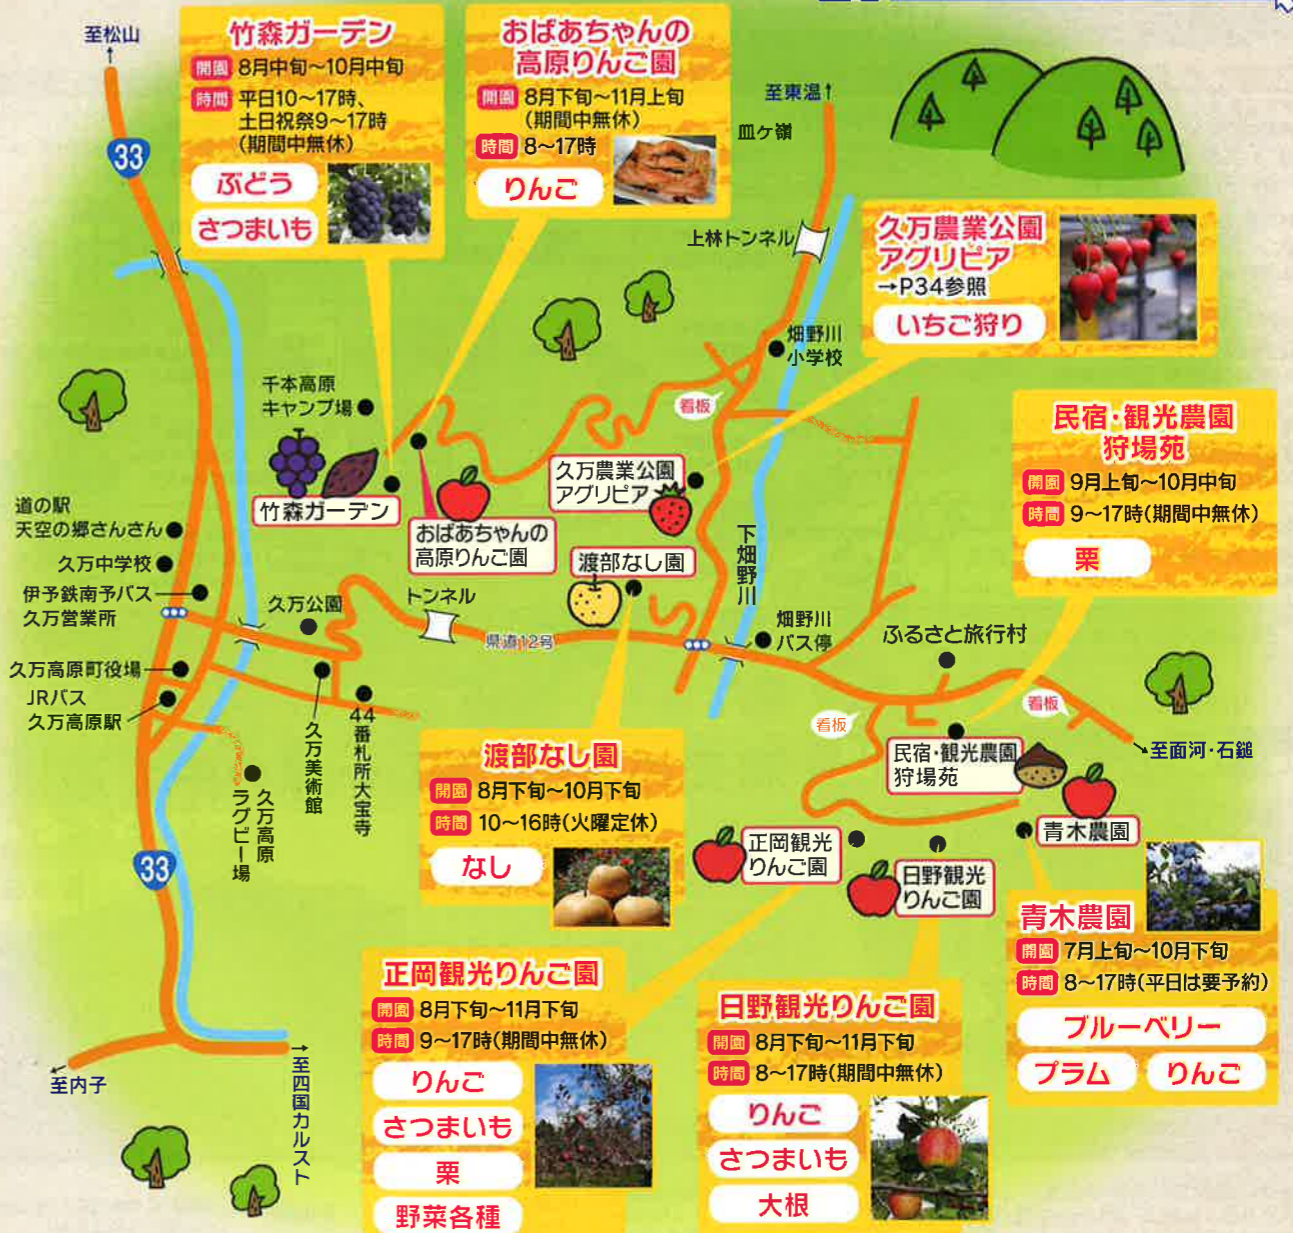 至松山
33
竹森ガーデン
開園 8月中旬～10月中旬
時間 平日10～17時、
土日祝祭9～17時
(期間中無休)
ぶどう
さつまいも
おばあちゃんの
高原りんご園
開園 8月下旬～11月上旬
(期間中無休)
時間 8～17時
りんご
至東温
皿ケ嶺
上林トンネル
久万農業公園
アグリピア
→P34参照
いちご狩り
畑野川
小学校
看板
千本高原
キャンプ場
竹森ガーデン
おばあちゃんの
高原りんご園
久万農業公園
アグリピア
渡部なし園
下畑野川
民宿・観光農園
狩場苑
開園 9月上旬～10月中旬
時間 9～17時(期間中無休)
栗
道の駅
天空の郷さんさん
久万中学校
伊予鉄南予バス
久万営業所
久万公園
トンネル
県道12号
畑野川
バス停
ふるさと旅行村
久万高原町役場
JRバス
久万高原駅
久万美術館
44番札所大宝寺
久万高原
ラグビー場
看板
看板
至面河・石鎚
民宿・観光農園
狩場苑
渡部なし園
開園 8月下旬～10月下旬
時間 10～16時(火曜定休)
なし
正岡観光
りんご園
日野観光
りんご園
青木農園
33
青木農園
開園 7月上旬～10月下旬
時間 8～17時(平日は要予約)
ブルーベリー
プラム りんご
正岡観光りんご園
開園 8月下旬～11月下旬
時間 9～17時(期間中無休)
りんご
さつまいも
栗
野菜各種
日野観光りんご園
開園 8月下旬～11月下旬
時間 8～17時(期間中無休)
りんご
さつまいも
大根
至内子
至四国カルスト